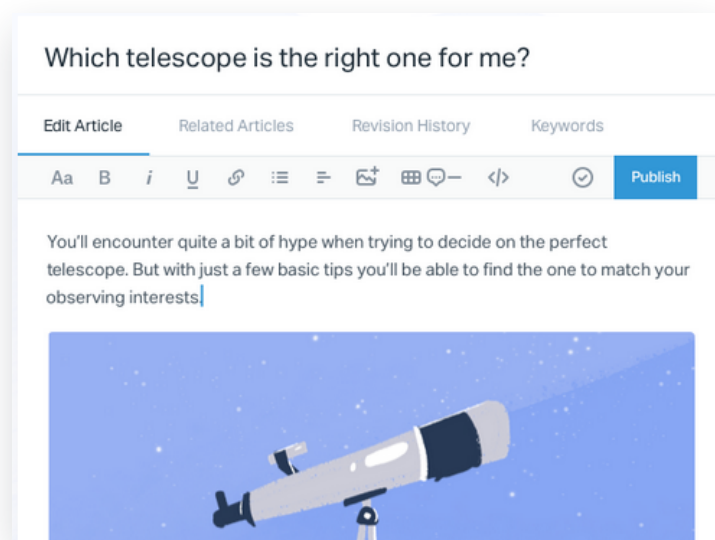 Which telescope is the right one for me?
Edit Article Related Articles Revision History Keywords
Aa B i U Publish
You'll encounter quite a bit of hype when trying to decide on the perfect
telescope. But with just a few basic tips you'll be able to find the one to match your
observing interests.